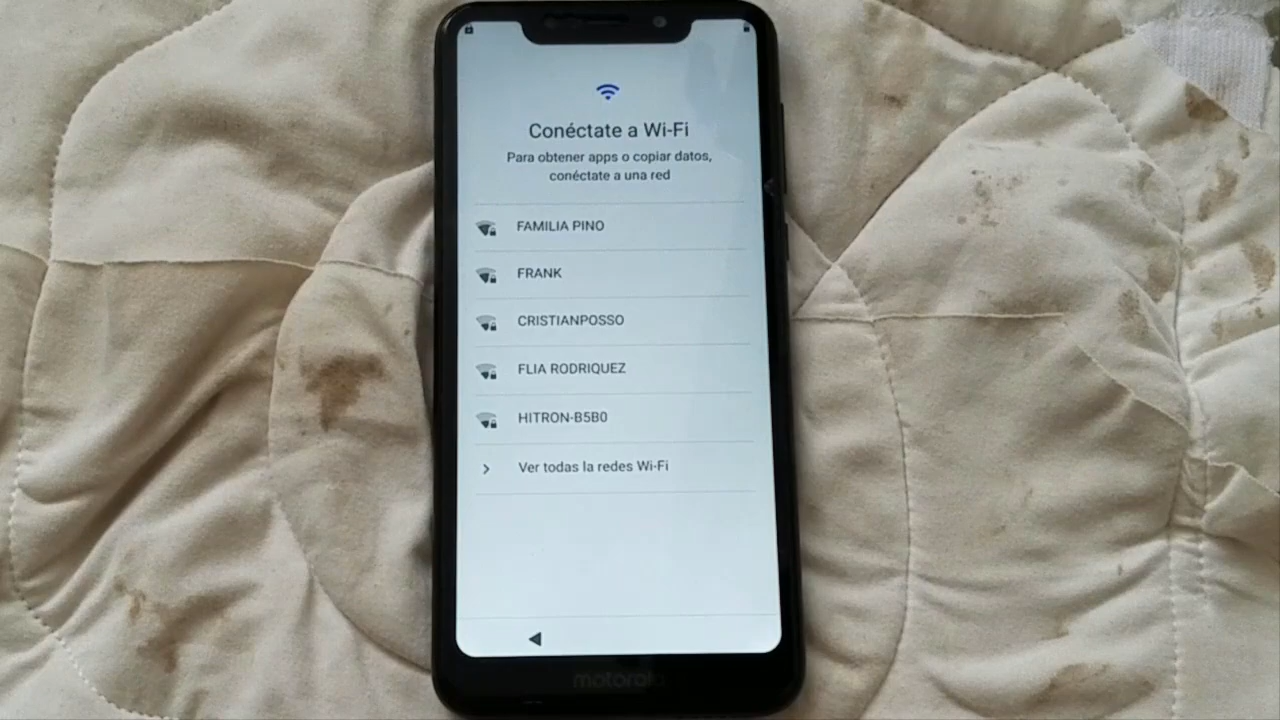 Conéctate a Wi-Fi
Para obtener apps o copiar datos,
conéctate a una red
FAMILIA PINO
FRANK
CRISTIANPOSSO
FLIA RODRIQUEZ
HITRON-B5B0
Ver todas la redes Wi-Fi
motorola